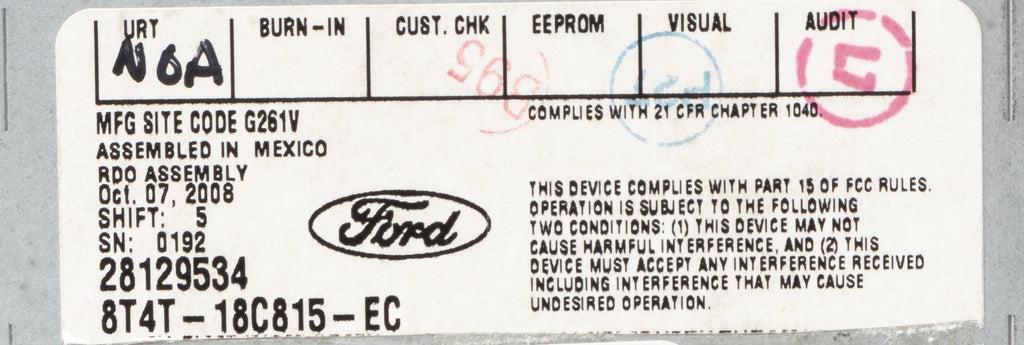 URT BURN-IN CUST. CHK EEPROM VISUAL AUDIT
NOA
B95
A27
COMPLIES WITH 21 CFR CHAPTER 1040.
MFG SITE CODE G261V
ASSEMBLED IN MEXICO
RDO ASSEMBLY
Oct. 07, 2008
SHIFT: 5
SN: 0192
28129534
8T4T-18C815-EC
Ford
THIS DEVICE COMPLIES WITH PART 15 OF FCC RULES.
OPERATION IS SUBJECT TO THE FOLLOWING
TWO CONDITIONS: (1) THIS DEVICE MAY NOT
CAUSE HARMFUL INTERFERENCE, AND (2) THIS
DEVICE MUST ACCEPT ANY INTERFERENCE RECEIVED
INCLUDING INTERFERENCE THAT MAY CAUSE
UNDESIRED OPERATION.